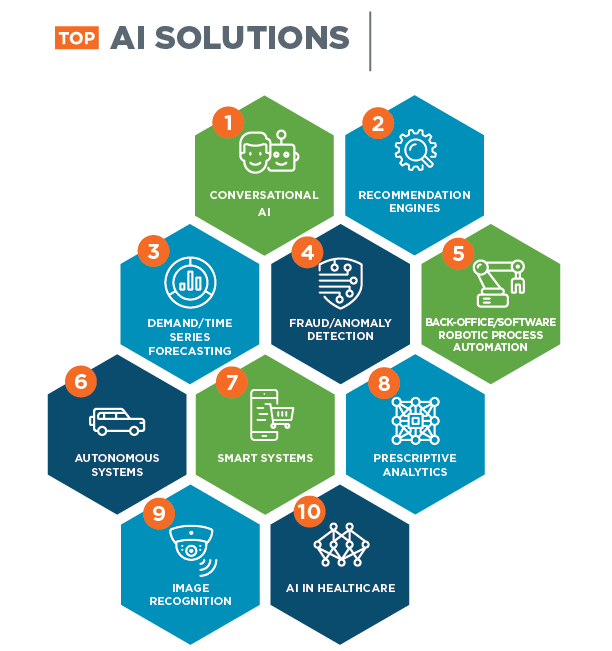 TOP AI SOLUTIONS
1
CONVERSATIONAL
AI
2
RECOMMENDATION
ENGINES
3
DEMAND/TIME
SERIES
FORECASTING
4
FRAUD/ANOMALY
DETECTION
5
BACK-OFFICE/SOFTWARE
ROBOTIC PROCESS
AUTOMATION
6
AUTONOMOUS
SYSTEMS
7
SMART SYSTEMS
8
PRESCRIPTIVE
ANALYTICS
9
IMAGE
RECOGNITION
10
AI IN HEALTHCARE